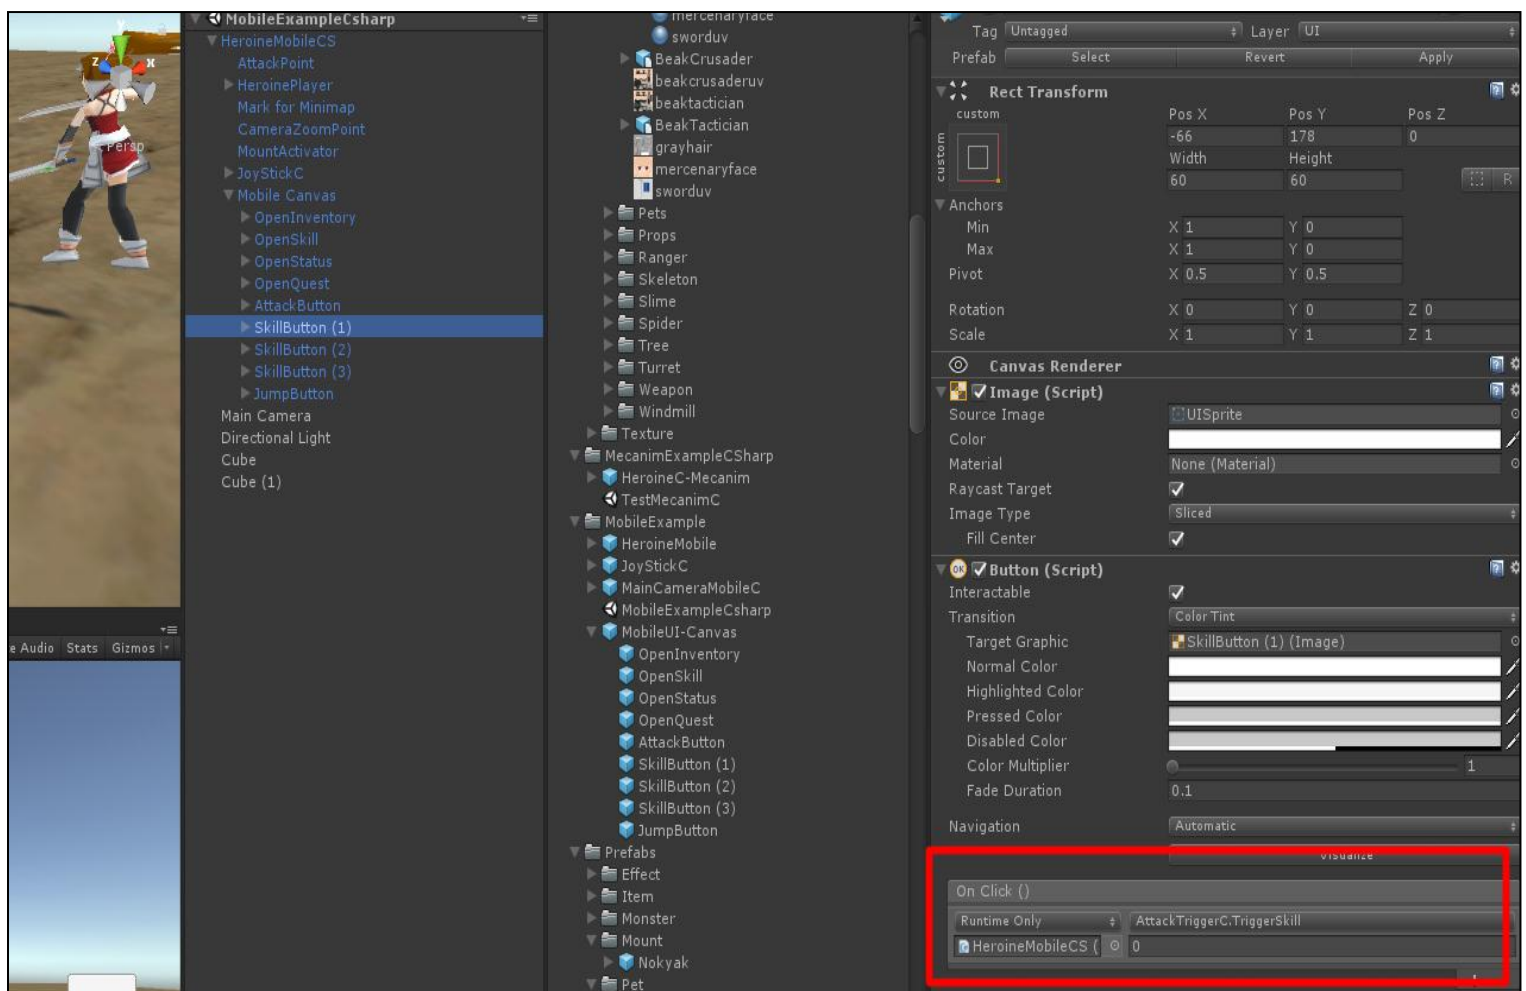 Y
Z
X
Persp
e Audio Stats Gizmos
MobileExampleCsharp
HeroineMobileCS
AttackPoint
HeroinePlayer
Mark for Minimap
CameraZoomPoint
MountActivator
JoyStickC
Mobile Canvas
OpenInventory
OpenSkill
OpenStatus
OpenQuest
AttackButton
SkillButton (1)
SkillButton (2)
SkillButton (3)
JumpButton
Main Camera
Directional Light
Cube
Cube (1)
mercenaryface
sworduv
BeakCrusader
beakcrusaderuv
beaktactician
BeakTactician
grayhair
mercenaryface
sworduv
Pets
Props
Ranger
Skeleton
Slime
Spider
Tree
Turret
Weapon
Windmill
Texture
MecanimExampleCSharp
HeroineC-Mecanim
TestMecanimC
MobileExample
HeroineMobile
JoyStickC
MainCameraMobileC
MobileExampleCsharp
MobileUI-Canvas
OpenInventory
OpenSkill
OpenStatus
OpenQuest
AttackButton
SkillButton (1)
SkillButton (2)
SkillButton (3)
JumpButton
Prefabs
Effect
Item
Monster
Mount
Nokyak
Pet
Tag Untagged Layer UI
Prefab Select Revert Apply
Rect Transform
custom Pos X Pos Y Pos Z
custom -66 178 0
Width Height
60 60 R
Anchors
Min X 1 Y 0
Max X 1 Y 0
Pivot X 0.5 Y 0.5
Rotation X 0 Y 0 Z 0
Scale X 1 Y 1 Z 1
Canvas Renderer
Image (Script)
Source Image UISprite
Color
Material None (Material)
Raycast Target
Image Type Sliced
Fill Center
OK Button (Script)
Interactable
Transition Color Tint
Target Graphic SkillButton (1) (Image)
Normal Color
Highlighted Color
Pressed Color
Disabled Color
Color Multiplier 1
Fade Duration 0.1
Navigation Automatic
Visualize
On Click ()
Runtime Only AttackTriggerC.TriggerSkill
HeroineMobileCS ( 0